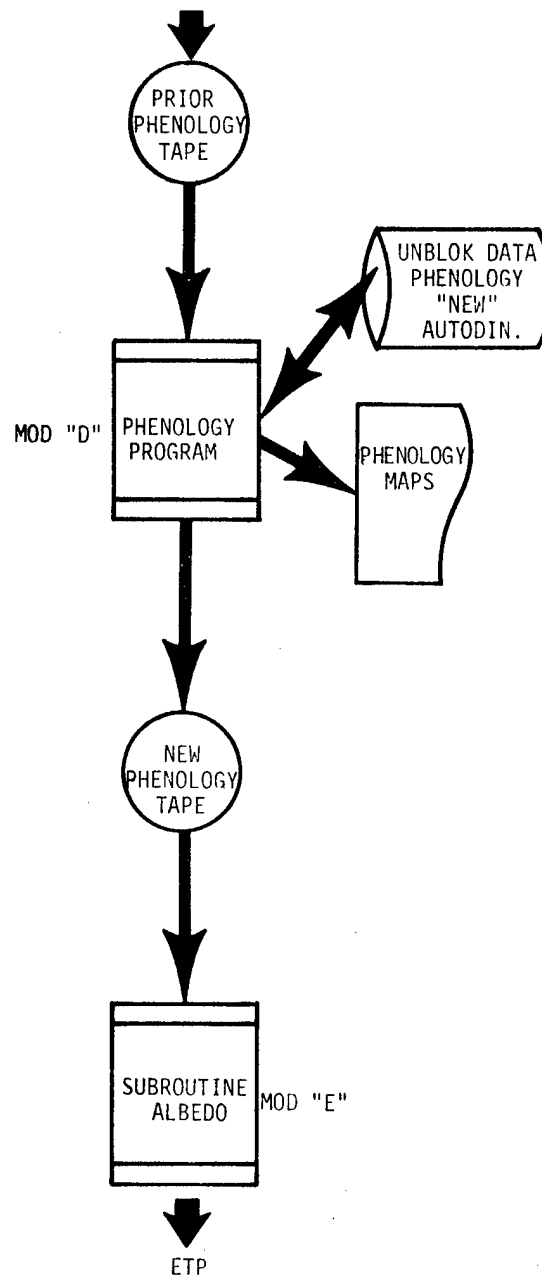 PRIOR
PHENOLOGY
TAPE
UNBLOK DATA
PHENOLOGY
"NEW"
AUTODIN.
MOD "D"
PHENOLOGY
PROGRAM
PHENOLOGY
MAPS
NEW
PHENOLOGY
TAPE
SUBROUTINE
ALBEDO
MOD "E"
ETP